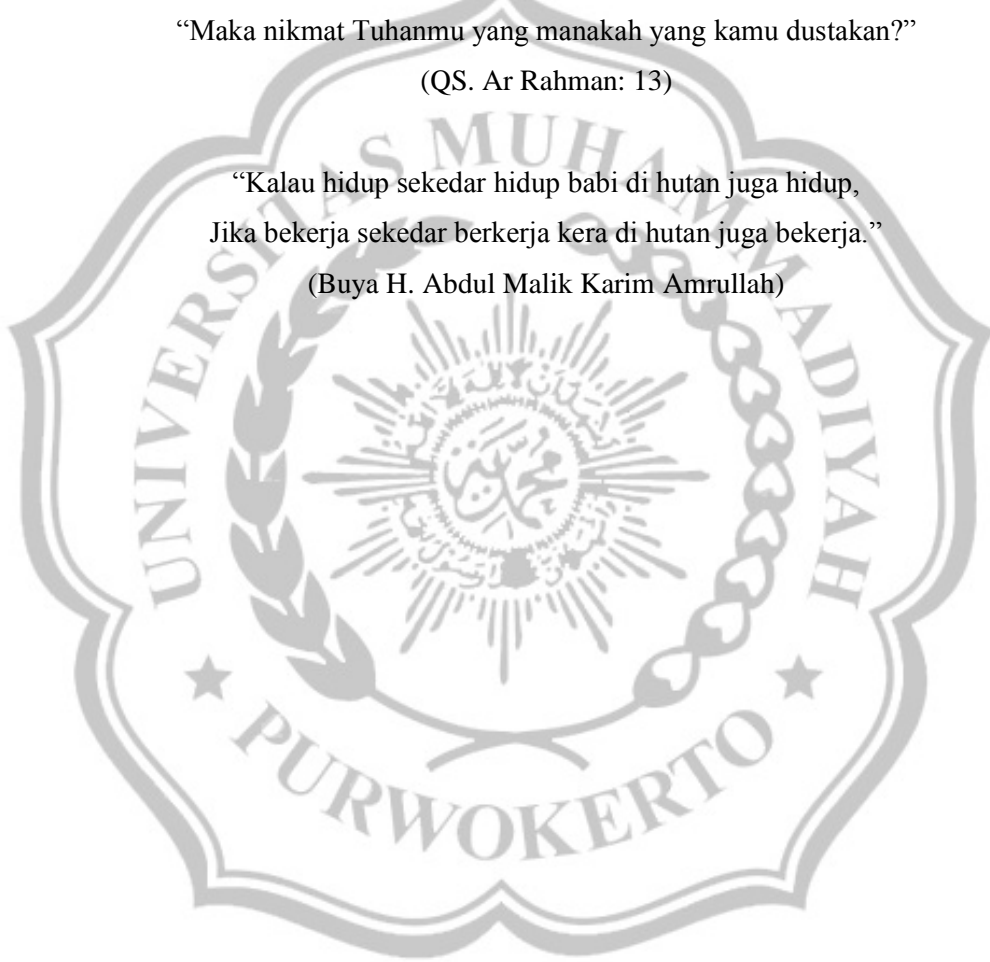 “Maka nikmat Tuhanmu yang manakah yang kamu dustakan?”
(QS. Ar Rahman: 13)
“Kalau hidup sekedar hidup babi di hutan juga hidup,
Jika bekerja sekedar berkerja kera di hutan juga bekerja.”
(Buya H. Abdul Malik Karim Amrullah)
UNIVERSITAS MUHAMMADIYAH
PURWOKERTO